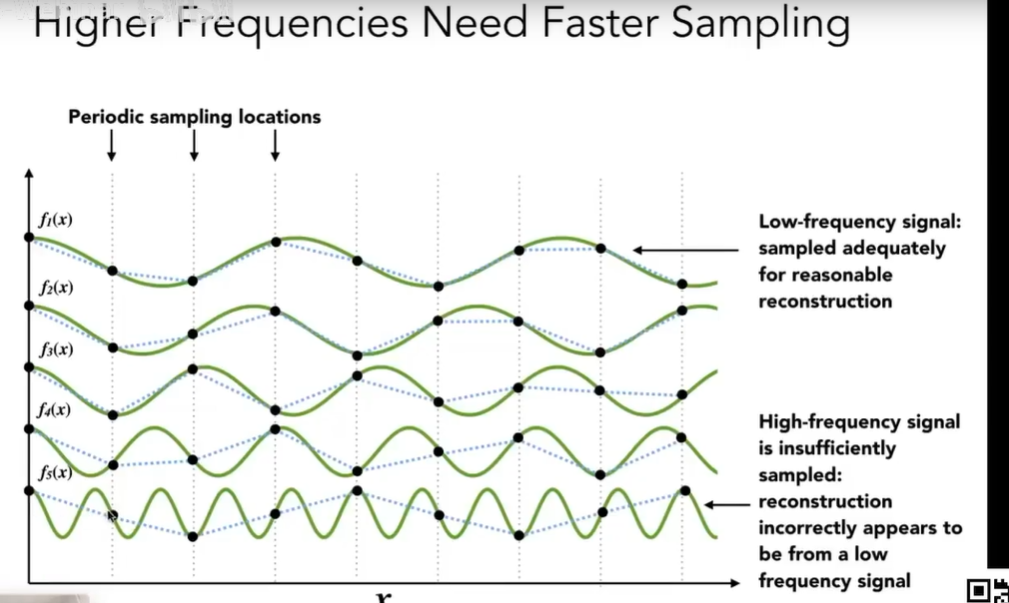 Higher Frequencies Need Faster Sampling
Periodic sampling locations
f₁(x)
f₂(x)
f₃(x)
f₄(x)
f₅(x)
Low-frequency signal:
sampled adequately
for reasonable
reconstruction
High-frequency signal
is insufficiently
sampled:
reconstruction
incorrectly appears to
be from a low
frequency signal
x